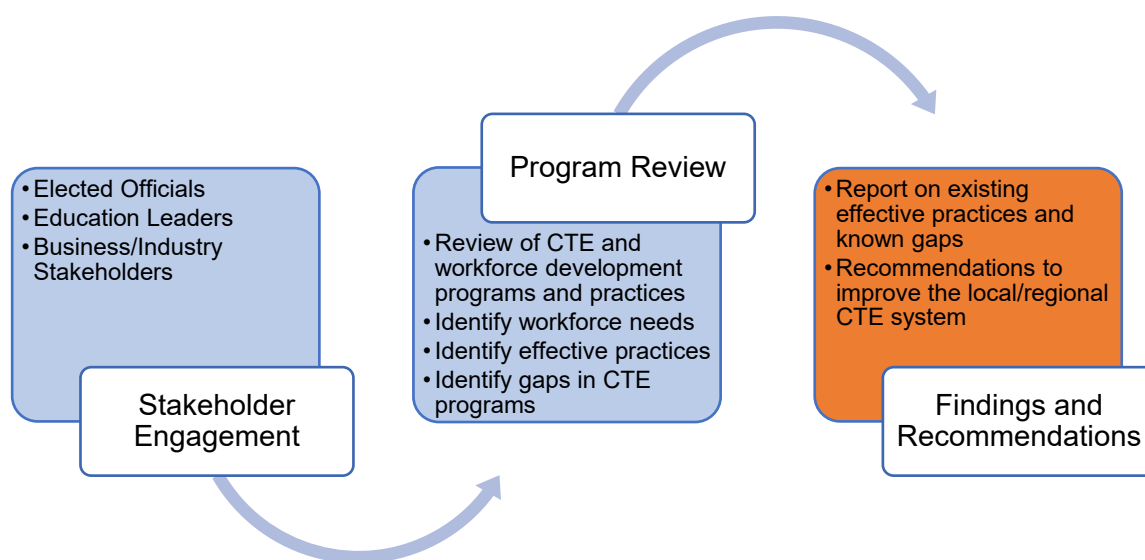 • Elected Officials
• Education Leaders
• Business/Industry
Stakeholders
Stakeholder
Engagement
Program Review
• Review of CTE and
workforce development
programs and practices
• Identify workforce needs
• Identify effective practices
• Identify gaps in CTE
programs
• Report on existing
effective practices and
known gaps
• Recommendations to
improve the local/regional
CTE system
Findings and
Recommendations